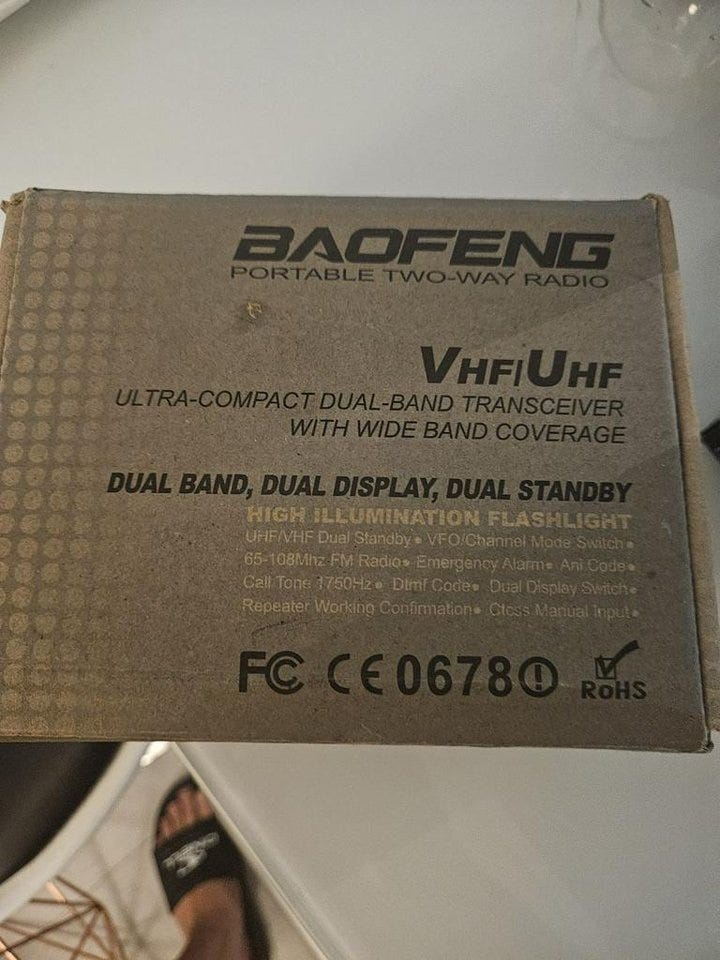 BAOFENG
PORTABLE TWO-WAY RADIO
VHF/UHF
ULTRA-COMPACT DUAL-BAND TRANSCEIVER
WITH WIDE BAND COVERAGE
DUAL BAND, DUAL DISPLAY, DUAL STANDBY
HIGH ILLUMINATION FLASHLIGHT
UHF/VHF Dual Standby• VFO/Channel Mode Switch•
65-108Mhz FM Radio• Emergency Alarm• Ani Code•
Call Tone 1750Hz• Dtmf Code• Dual Display Switch•
Repeater Working Confirmation• Ctcss Manual Input•
FC CE0678
RoHS